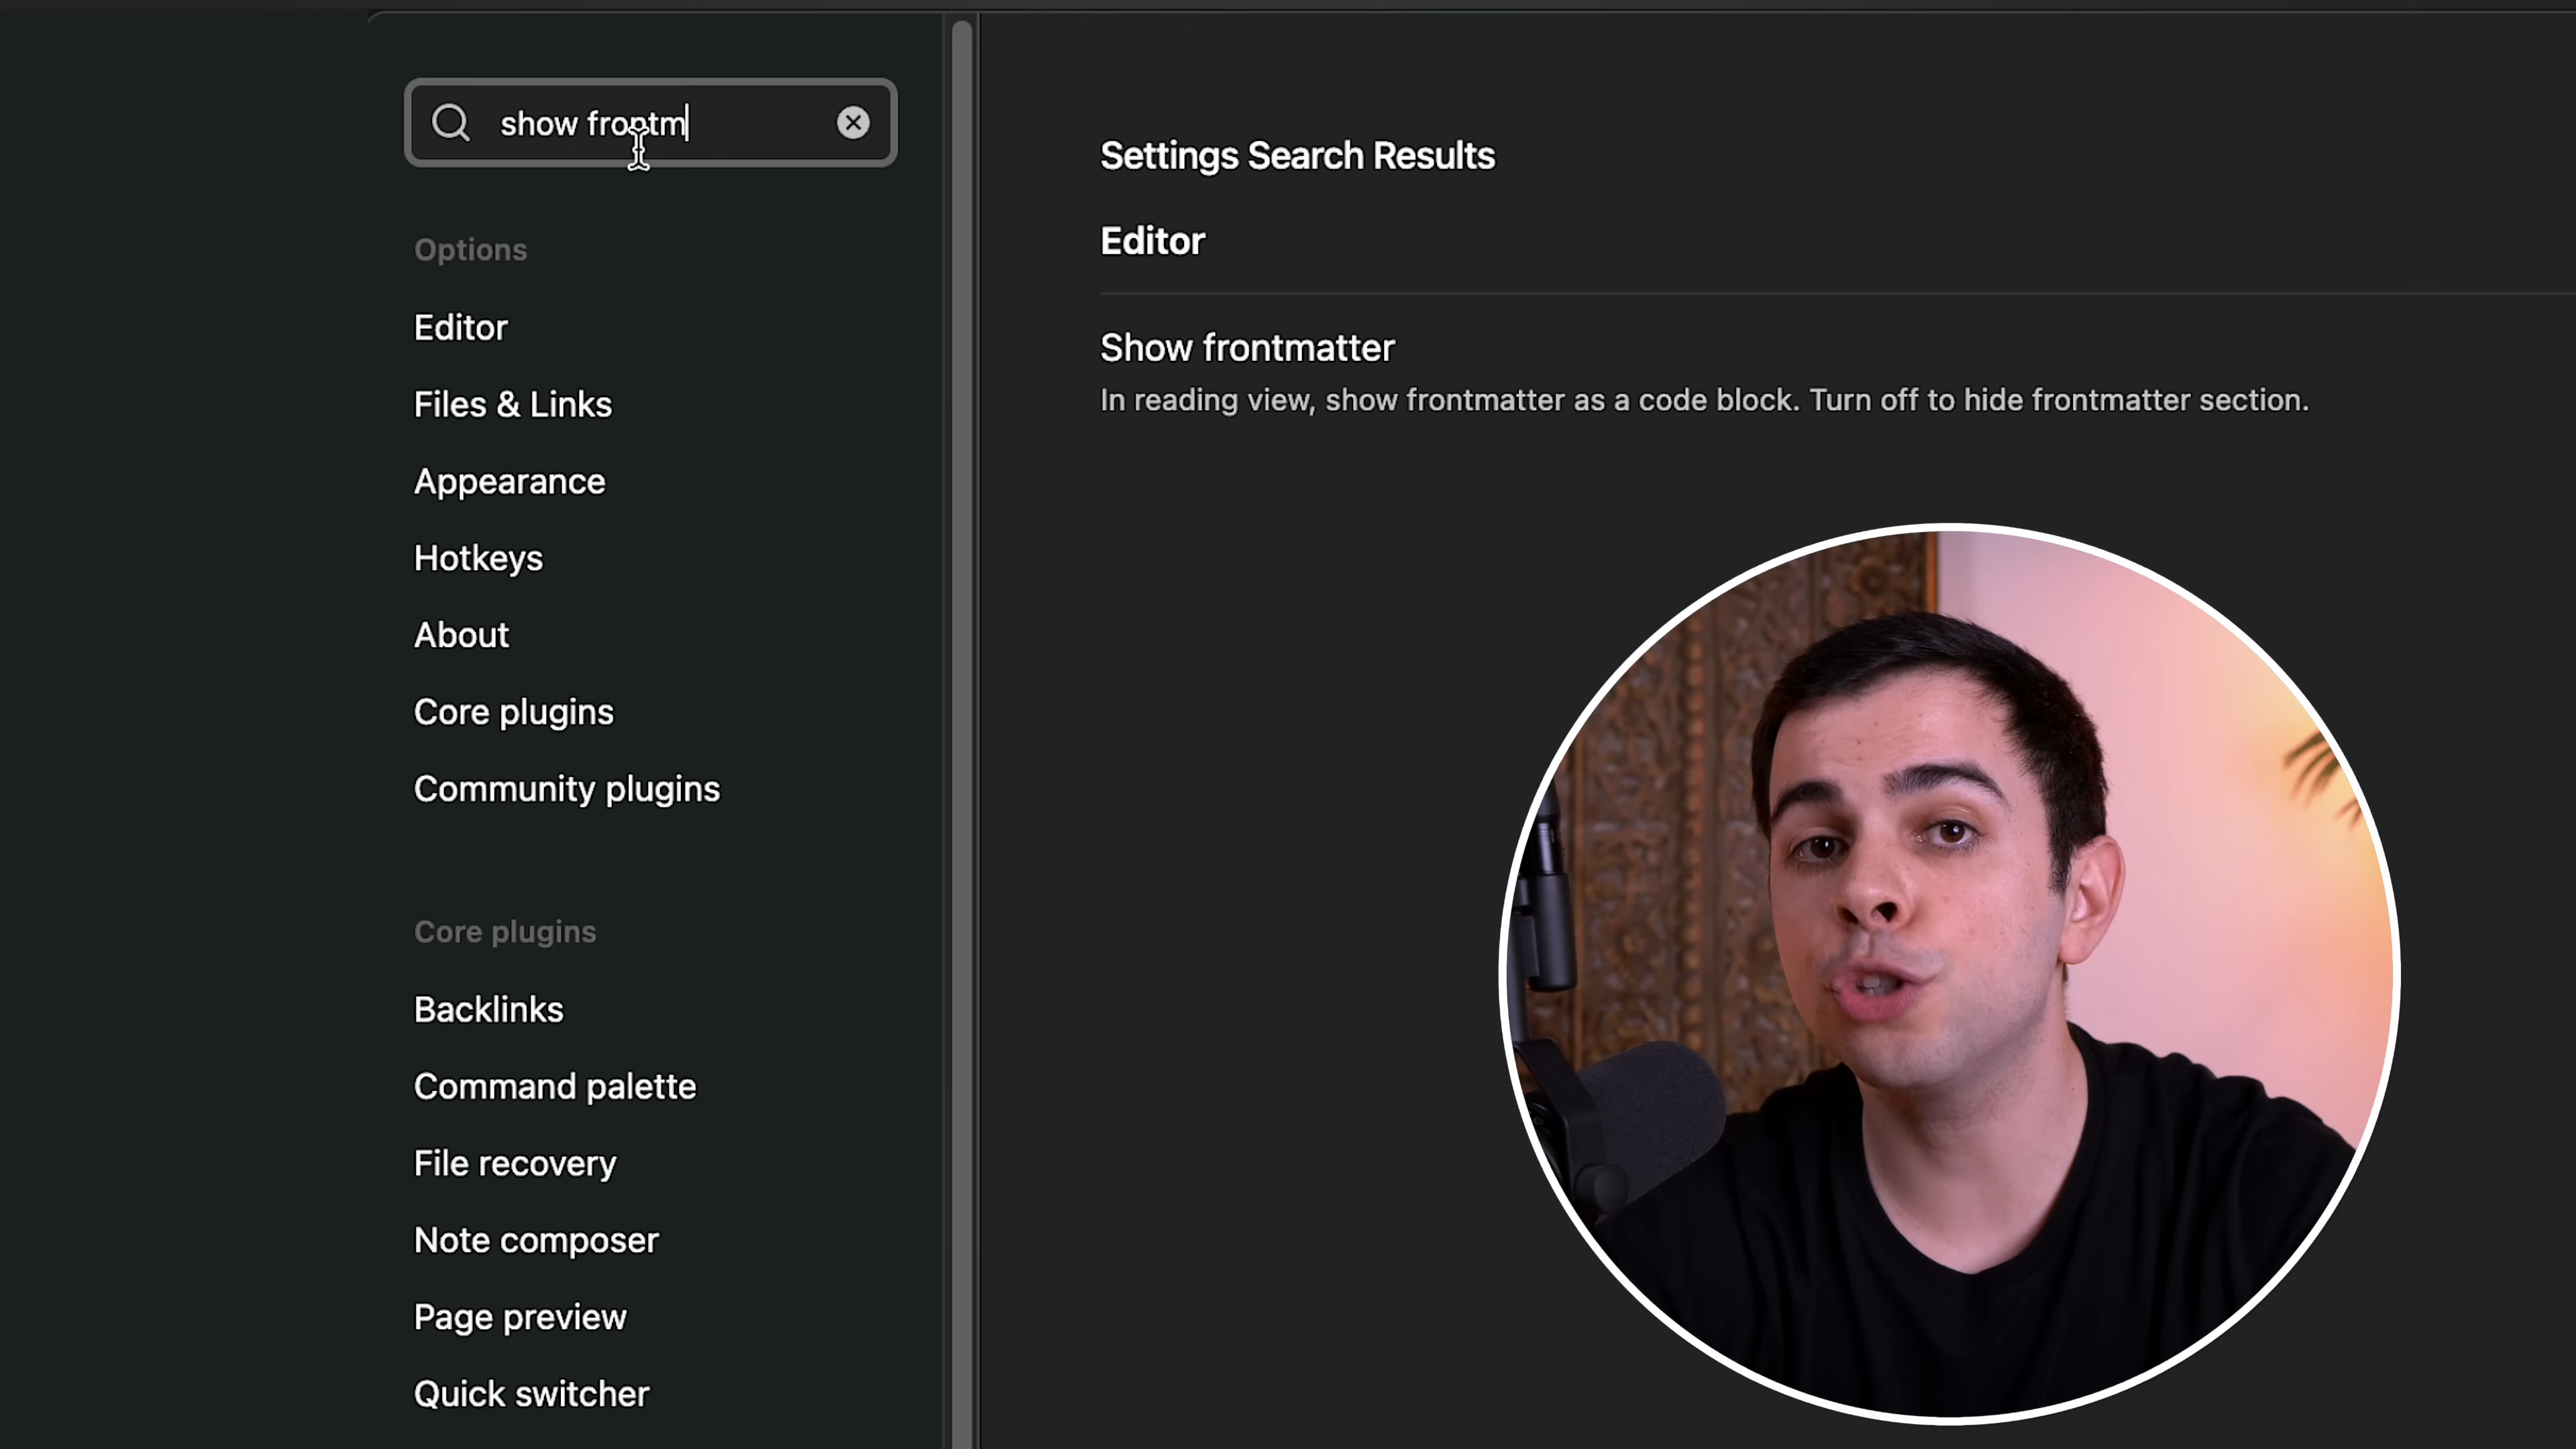 show frontm
Options
Editor
Files & Links
Appearance
Hotkeys
About
Core plugins
Community plugins
Core plugins
Backlinks
Command palette
File recovery
Note composer
Page preview
Quick switcher
Settings Search Results
Editor
Show frontmatter
In reading view, show frontmatter as a code block. Turn off to hide frontmatter section.